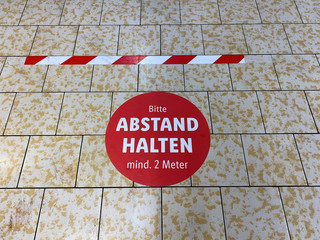 Bitte
ABSTAND
HALTEN
mind. 2 Meter